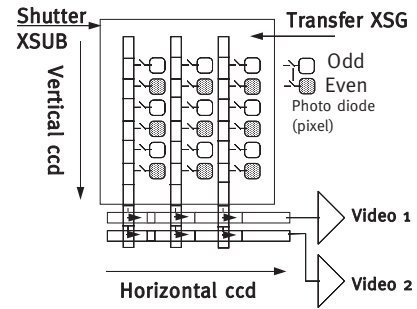 Shutter
XSUB
Transfer XSG
Vertical ccd
Odd
Even
Photo diode
(pixel)
Video 1
Video 2
Horizontal ccd